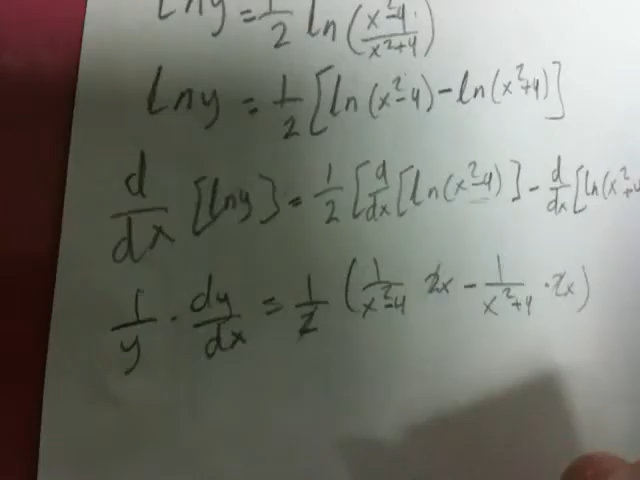 ln y = 1/2 ln (x²-4/x²+4)
ln y = 1/2 [ln (x²-4) - ln (x²+4)]
d/dx [ln y] = 1/2 [d/dx [ln (x²-4)] - d/dx [ln (x²+4
1/y · dy/dx = 1/2 (1/x²-4 2x - 1/x²+4 · 2x)